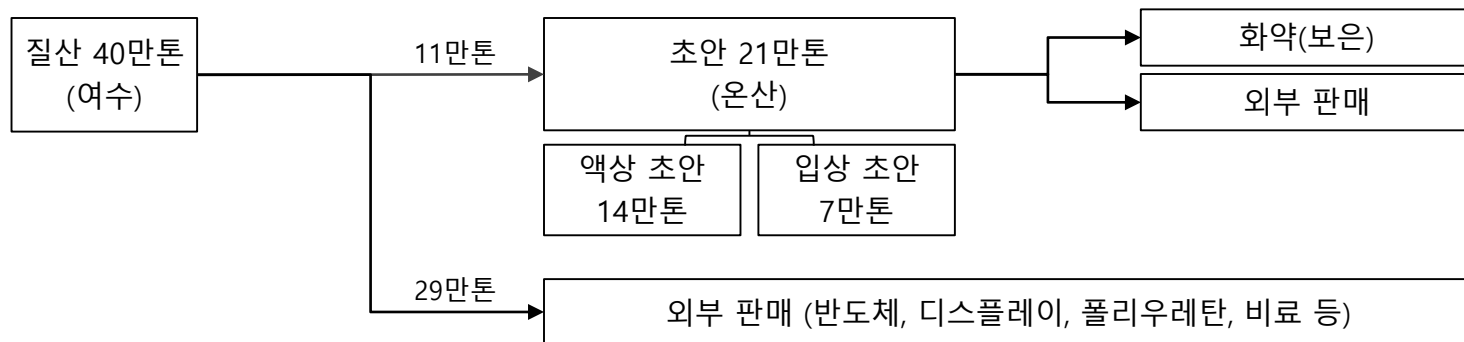 질산 40만톤
(여수)
11만톤
초안 21만톤
(온산)
액상 초안
14만톤
입상 초안
7만톤
화약(보은)
외부 판매
29만톤
외부 판매 (반도체, 디스플레이, 폴리우레탄, 비료 등)